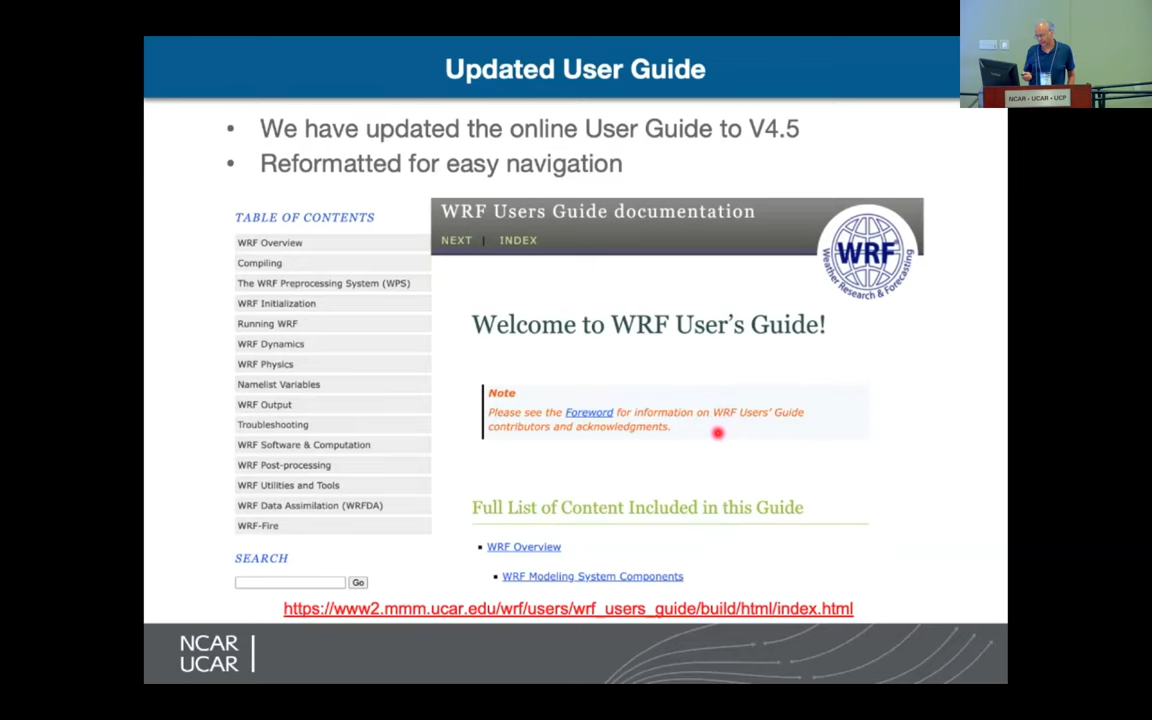 Updated User Guide
NCAR • UCAR • UCP
• We have updated the online User Guide to V4.5
• Reformatted for easy navigation
TABLE OF CONTENTS
WRF Overview
Compiling
The WRF Preprocessing System (WPS)
WRF Initialization
Running WRF
WRF Dynamics
WRF Physics
Namelist Variables
WRF Output
Troubleshooting
WRF Software & Computation
WRF Post-processing
WRF Utilities and Tools
WRF Data Assimilation (WRFDA)
WRF-Fire
SEARCH
Go
WRF Users Guide documentation
NEXT | INDEX
WRF
Weather Research & Forecasting
Welcome to WRF User's Guide!
Note
Please see the Foreword for information on WRF Users' Guide
contributors and acknowledgments.
Full List of Content Included in this Guide
▪ WRF Overview
▪ WRF Modeling System Components
https://www2.mmm.ucar.edu/wrf/users/wrf_users_guide/build/html/index.html
NCAR
UCAR